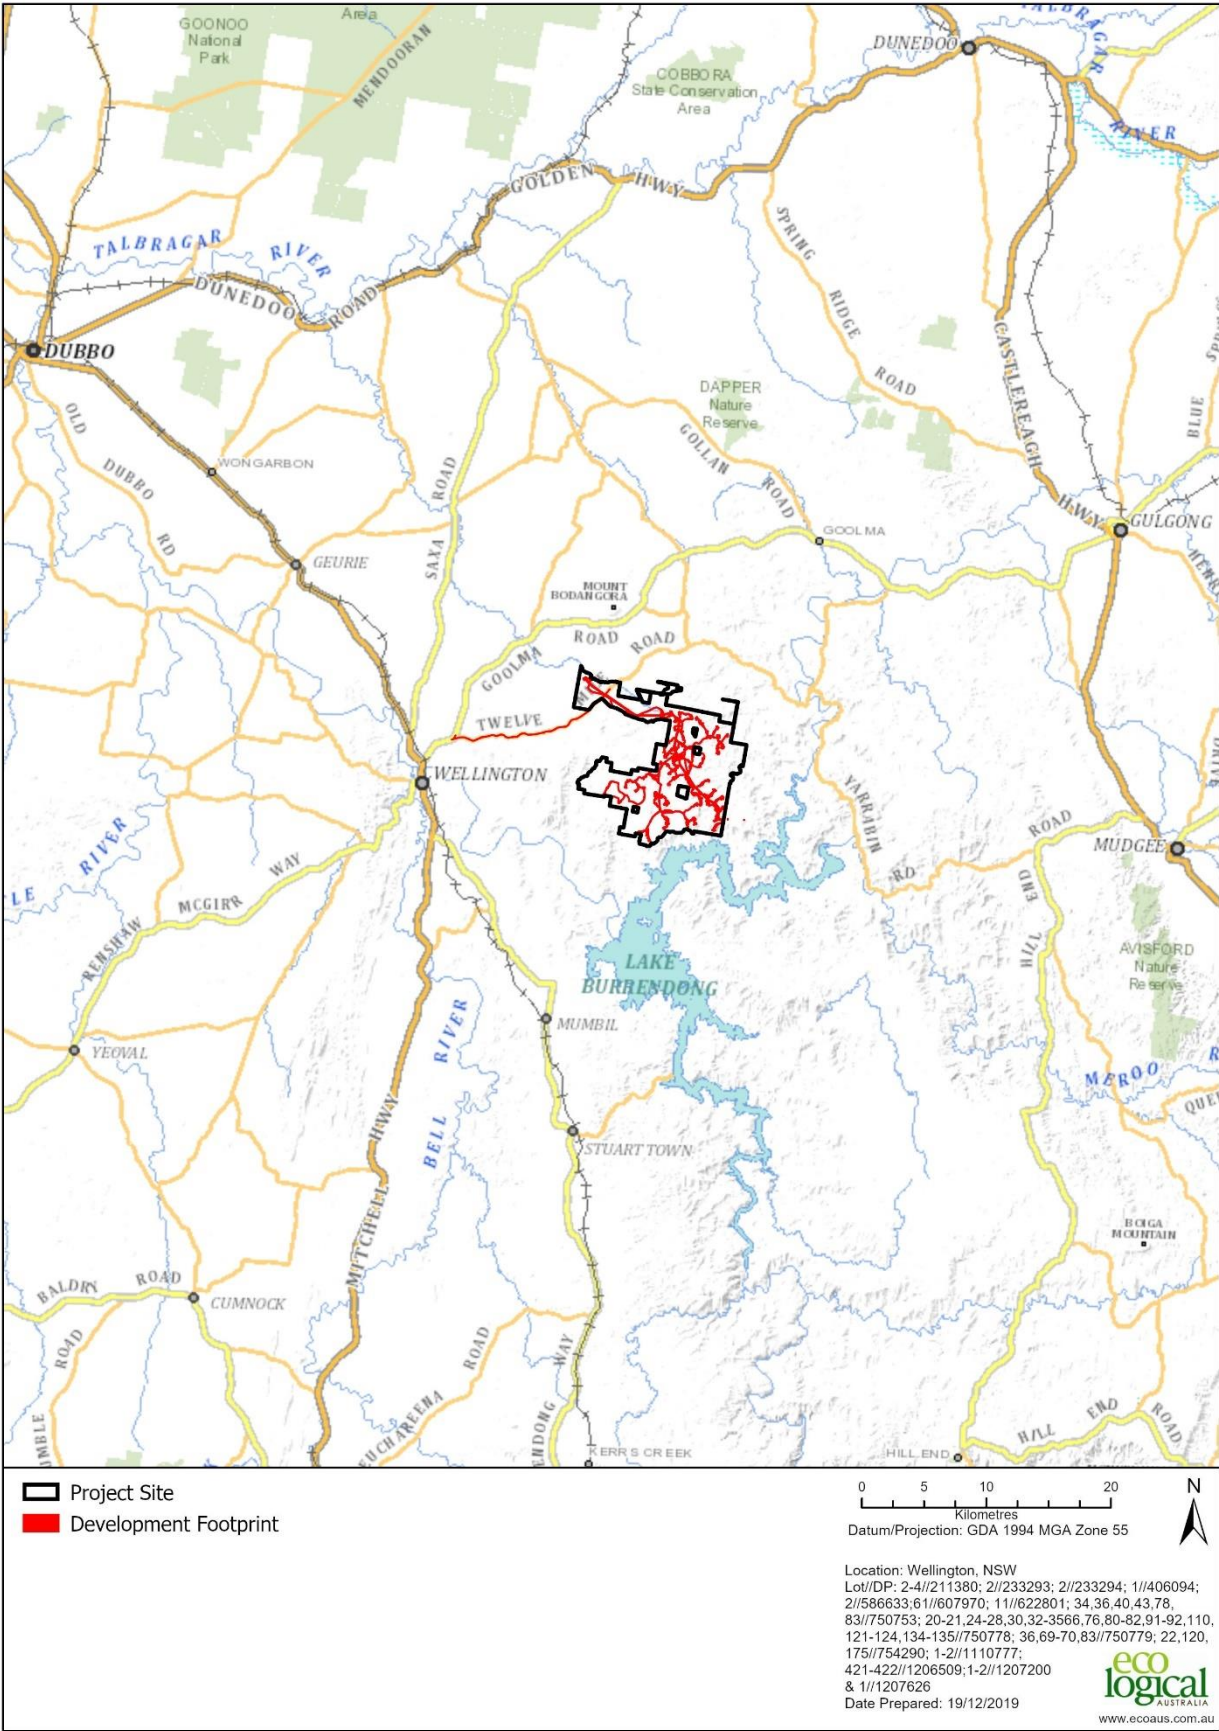 GOONOO
National
Park
Area
MENDOORAN
COBBORA
State Conservation
Area
DUNEDOO
TALBRAGAR
RIVER
GOLDEN HWY
TALBRAGAR RIVER
DUNEDOO ROAD
DUBBO
SPRING RIDGE ROAD
CASTLEREAGH HWY
DAPPER
Nature
Reserve
GOLLAN ROAD
BLUE
OLD DUBBO RD
WONGARBON
SAXA ROAD
GEURIE
GOOLMA
GULGONG
MOUNT
BODANGORA
GOOLMA ROAD
ROAD
TWELVE
WELLINGTON
YARRABIN RD
ROAD
MUDGEE
HILL END
LE RIVER
RENSHAW MCGIRR WAY
LAKE
BURRENDONG
AVISFORD
Nature
Reserve
BELL RIVER
MUMBIL
YEOVAL
MEROO
R
QUE
MITCHELL HWY
STUART TOWN
BOIGA
MOUNTAIN
BALDRY ROAD
CUMNOCK
ROAD
UMBLE
EUCHAREENA ROAD
ENDONG WAY
KERRS CREEK
HILL END
HILL END ROAD
Project Site
Development Footprint
0 5 10 20
Kilometres
N
Datum/Projection: GDA 1994 MGA Zone 55
Location: Wellington, NSW
Lot//DP: 2-4//211380; 2//233293; 2//233294; 1//406094;
2//586633;61//607970; 11//622801; 34,36,40,43,78,
83//750753; 20-21,24-28,30,32-3566,76,80-82,91-92,110,
121-124,134-135//750778; 36,69-70,83//750779; 22,120,
175//754290; 1-2//1110777;
421-422//1206509;1-2//1207200
& 1//1207626
Date Prepared: 19/12/2019
eco
logical
AUSTRALIA
www.ecoaus.com.au